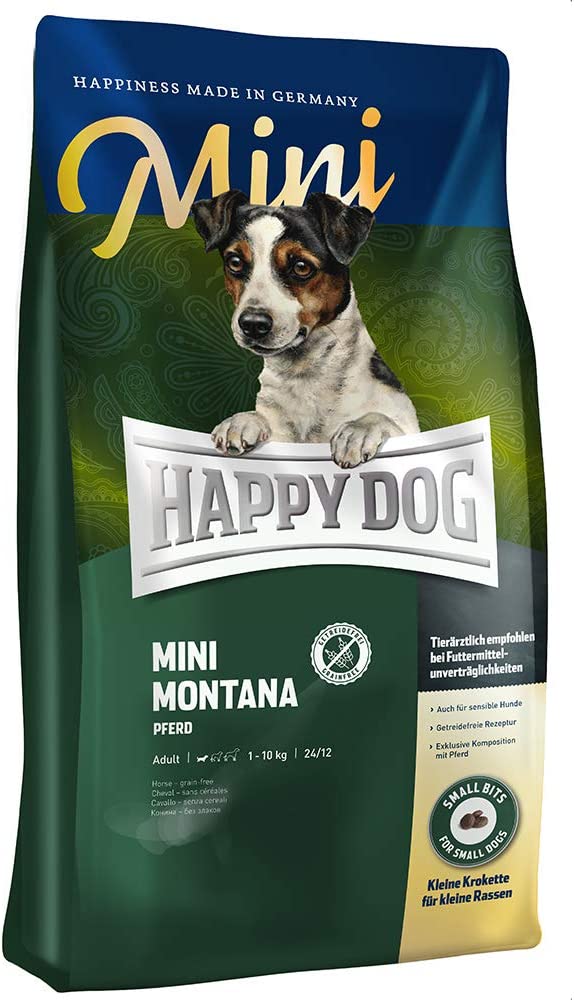 HAPPINESS MADE IN GERMANY
Mini
HAPPY DOG
GETREIDEFREI
GRAINFREE
MINI
MONTANA
PFERD
Adult | 1 - 10 kg | 24/12
Horse – grain-free
Cheval – sans céréales
Cavallo – senza cereali
Конина – без злаков
Tierärztlich empfohlen
bei Futtermittel-
unverträglichkeiten
• Auch für sensible Hunde
• Getreidefreie Rezeptur
• Exklusive Komposition
mit Pferd
SMALL BITS
FOR SMALL DOGS
Kleine Krokette
für kleine Rassen